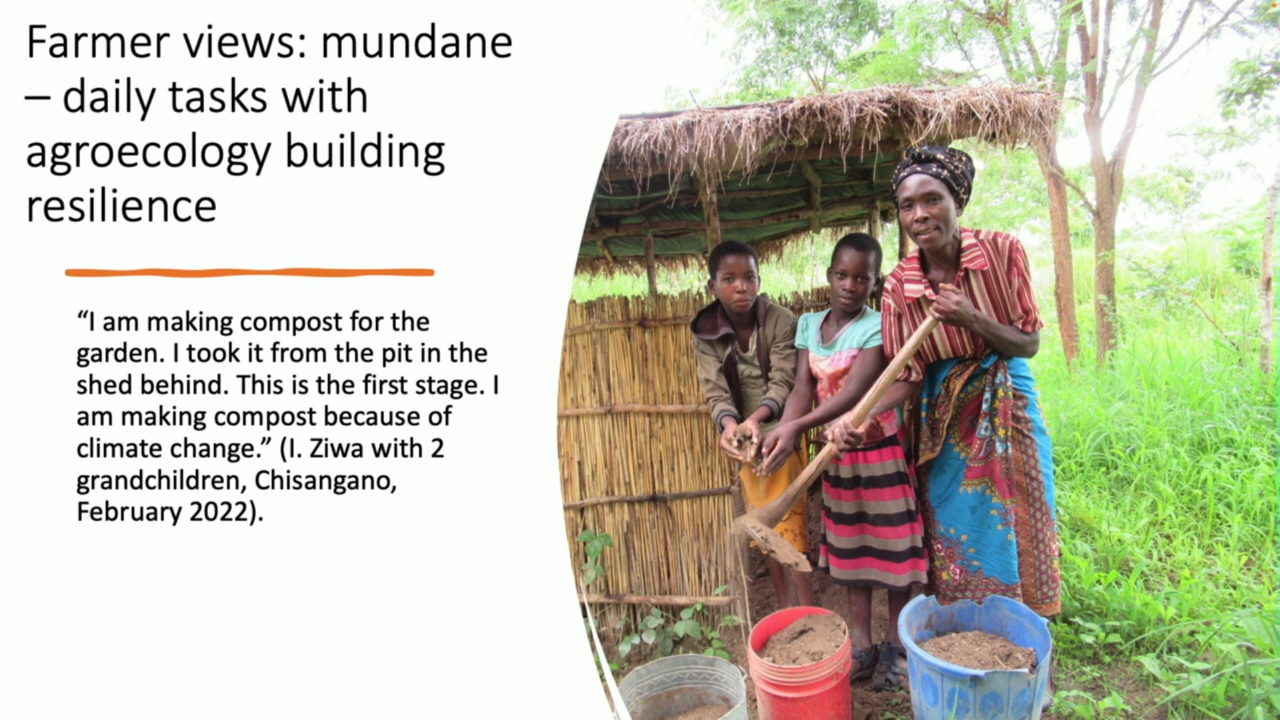 Farmer views: mundane
– daily tasks with
agroecology building
resilience
“I am making compost for the
garden. I took it from the pit in the
shed behind. This is the first stage. I
am making compost because of
climate change.” (I. Ziwa with 2
grandchildren, Chisangano,
February 2022).